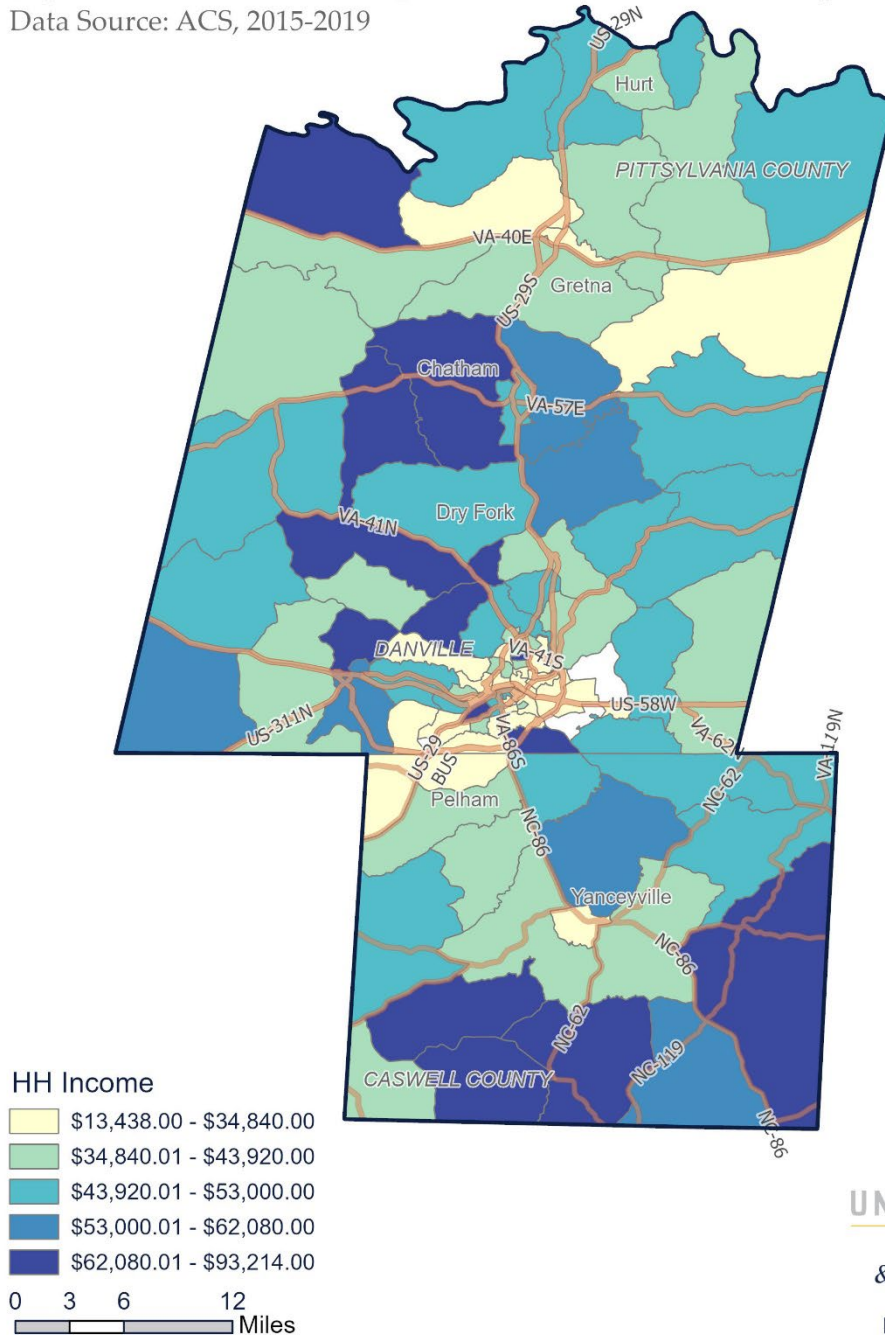 Data Source: ACS, 2015-2019
US-29N
Hurt
PITTSYLVANIA COUNTY
VA-40E
Gretna
US-29S
Chatham
VA-57E
VA-41N
Dry Fork
DANVILLE
VA-41S
US-58W
US-311N
US-29
BUS
VA-86S
VA-119N
NC-62
Pelham
NC-86
Yanceyville
NC-86
NC-62
NC-119
CASWELL COUNTY
NC-86
HH Income
$13,438.00 - $34,840.00
$34,840.01 - $43,920.00
$43,920.01 - $53,000.00
$53,000.01 - $62,080.00
$62,080.01 - $93,214.00
0 3 6 12
Miles
UN
&